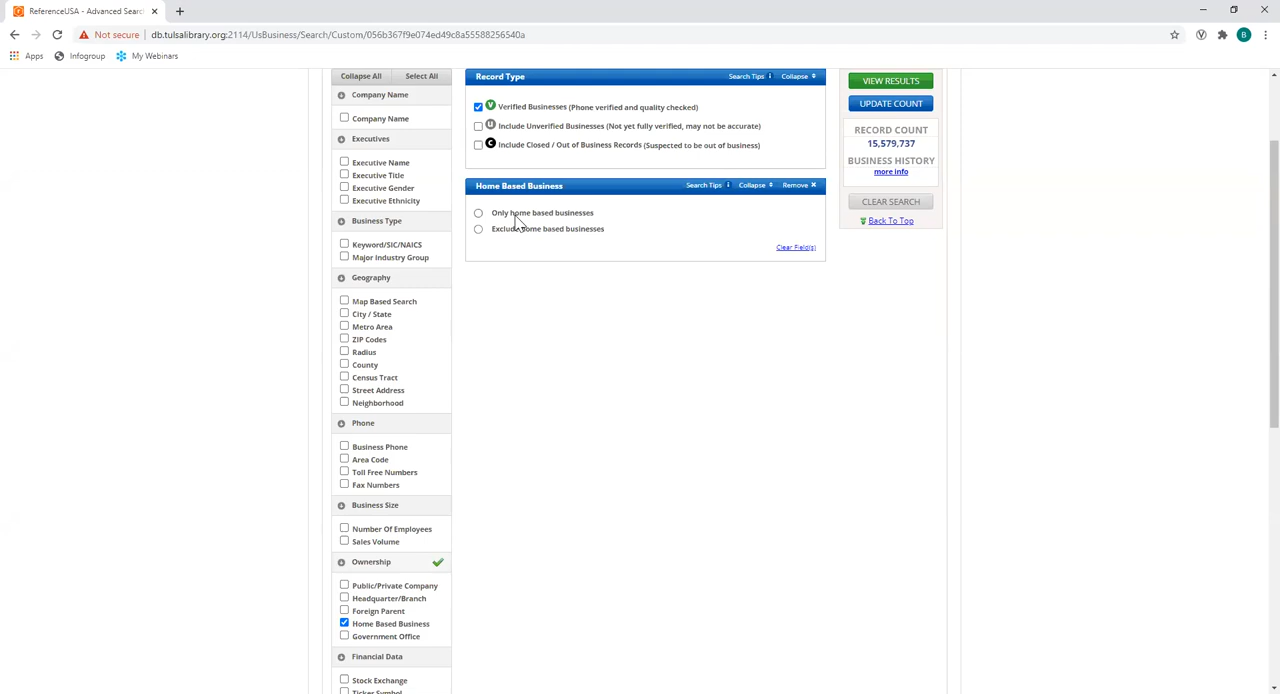 ReferenceUSA - Advanced Searc
Not secure db.tulsalibrary.org:2114/UsBusiness/Search/Custom/056b367f9e074ed49c8a55588256540a
B
Apps Infogroup My Webinars
Collapse All Select All
Company Name
Company Name
Executives
Executive Name
Executive Title
Executive Gender
Executive Ethnicity
Business Type
Keyword/SIC/NAICS
Major Industry Group
Geography
Map Based Search
City / State
Metro Area
ZIP Codes
Radius
County
Census Tract
Street Address
Neighborhood
Phone
Business Phone
Area Code
Toll Free Numbers
Fax Numbers
Business Size
Number Of Employees
Sales Volume
Ownership
Public/Private Company
Headquarter/Branch
Foreign Parent
Home Based Business
Government Office
Financial Data
Stock Exchange
Ticker Symbol
Record Type Search Tips Collapse
V Verified Businesses (Phone verified and quality checked)
U Include Unverified Businesses (Not yet fully verified, may not be accurate)
C Include Closed / Out of Business Records (Suspected to be out of business)
Home Based Business Search Tips Collapse Remove
Only home based businesses
Exclude home based businesses
Clear Field(s)
VIEW RESULTS
UPDATE COUNT
RECORD COUNT
15,579,737
BUSINESS HISTORY
more info
CLEAR SEARCH
Back To Top